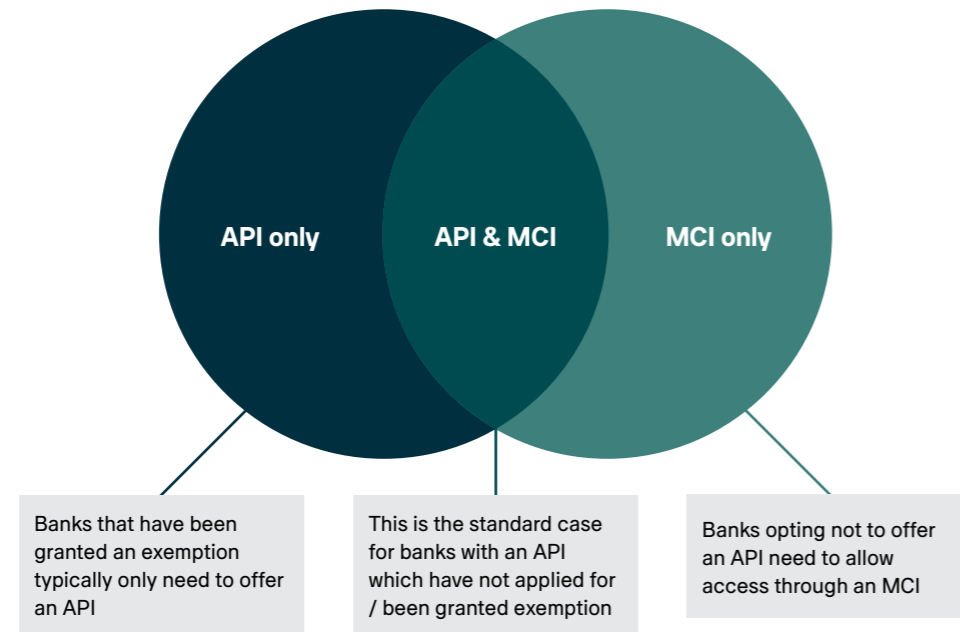 API only
API & MCI
MCI only
Banks that have been
granted an exemption
typically only need to offer
an API
This is the standard case
for banks with an API
which have not applied for
/ been granted exemption
Banks opting not to offer
an API need to allow
access through an MCI